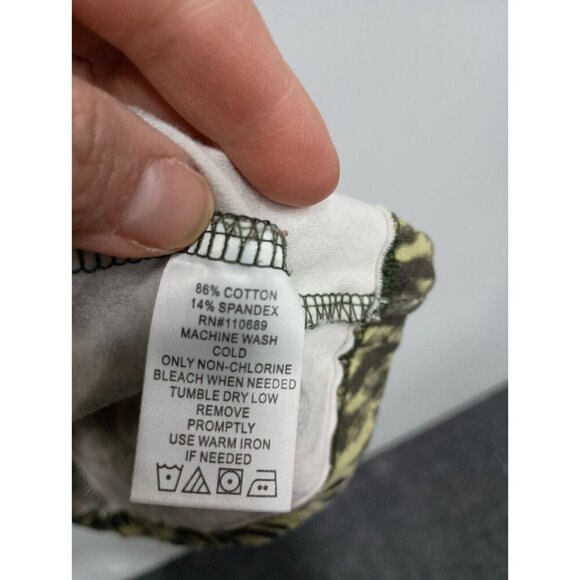 86% COTTON
14% SPANDEX
RN#110689
MACHINE WASH
COLD
ONLY NON-CHLORINE
BLEACH WHEN NEEDED
TUMBLE DRY LOW
REMOVE
PROMPTLY
USE WARM IRON
IF NEEDED